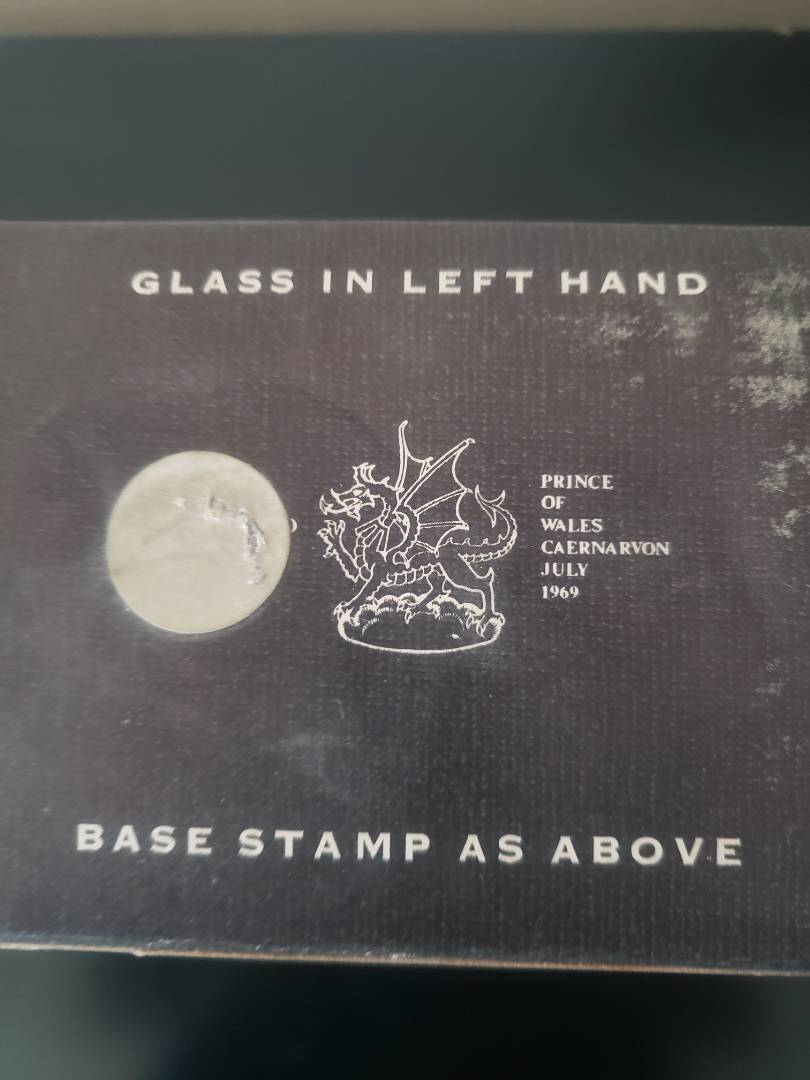 GLASS IN LEFT HAND
PRINCE
OF
WALES
CAERNARVON
JULY
1969
BASE STAMP AS ABOVE